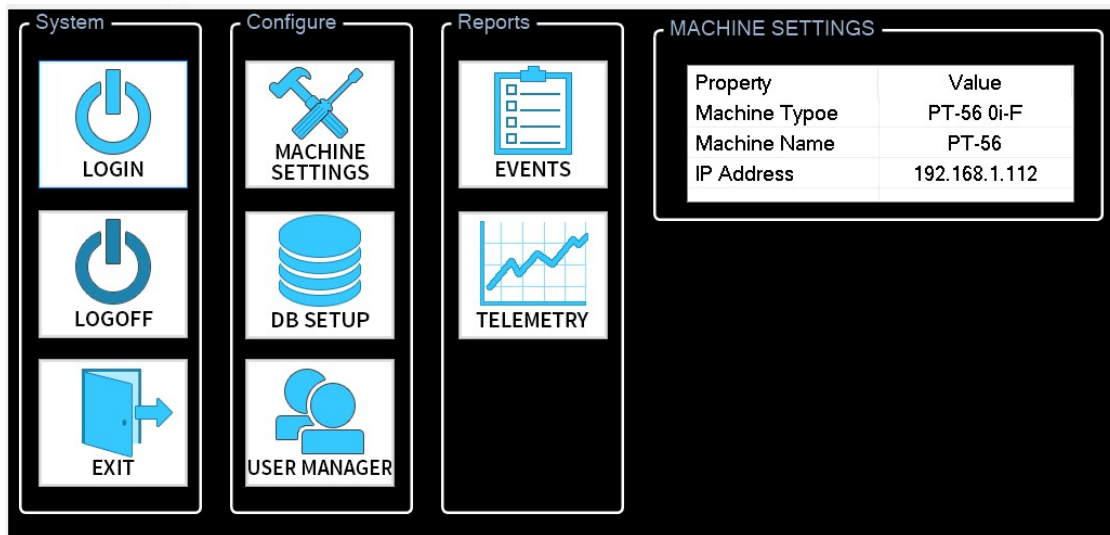 System
LOGIN
LOGOFF
EXIT
Configure
MACHINE
SETTINGS
DB SETUP
USER MANAGER
Reports
EVENTS
TELEMETRY
MACHINE SETTINGS
Property Value
Machine Typoe PT-56 0i-F
Machine Name PT-56
IP Address 192.168.1.112